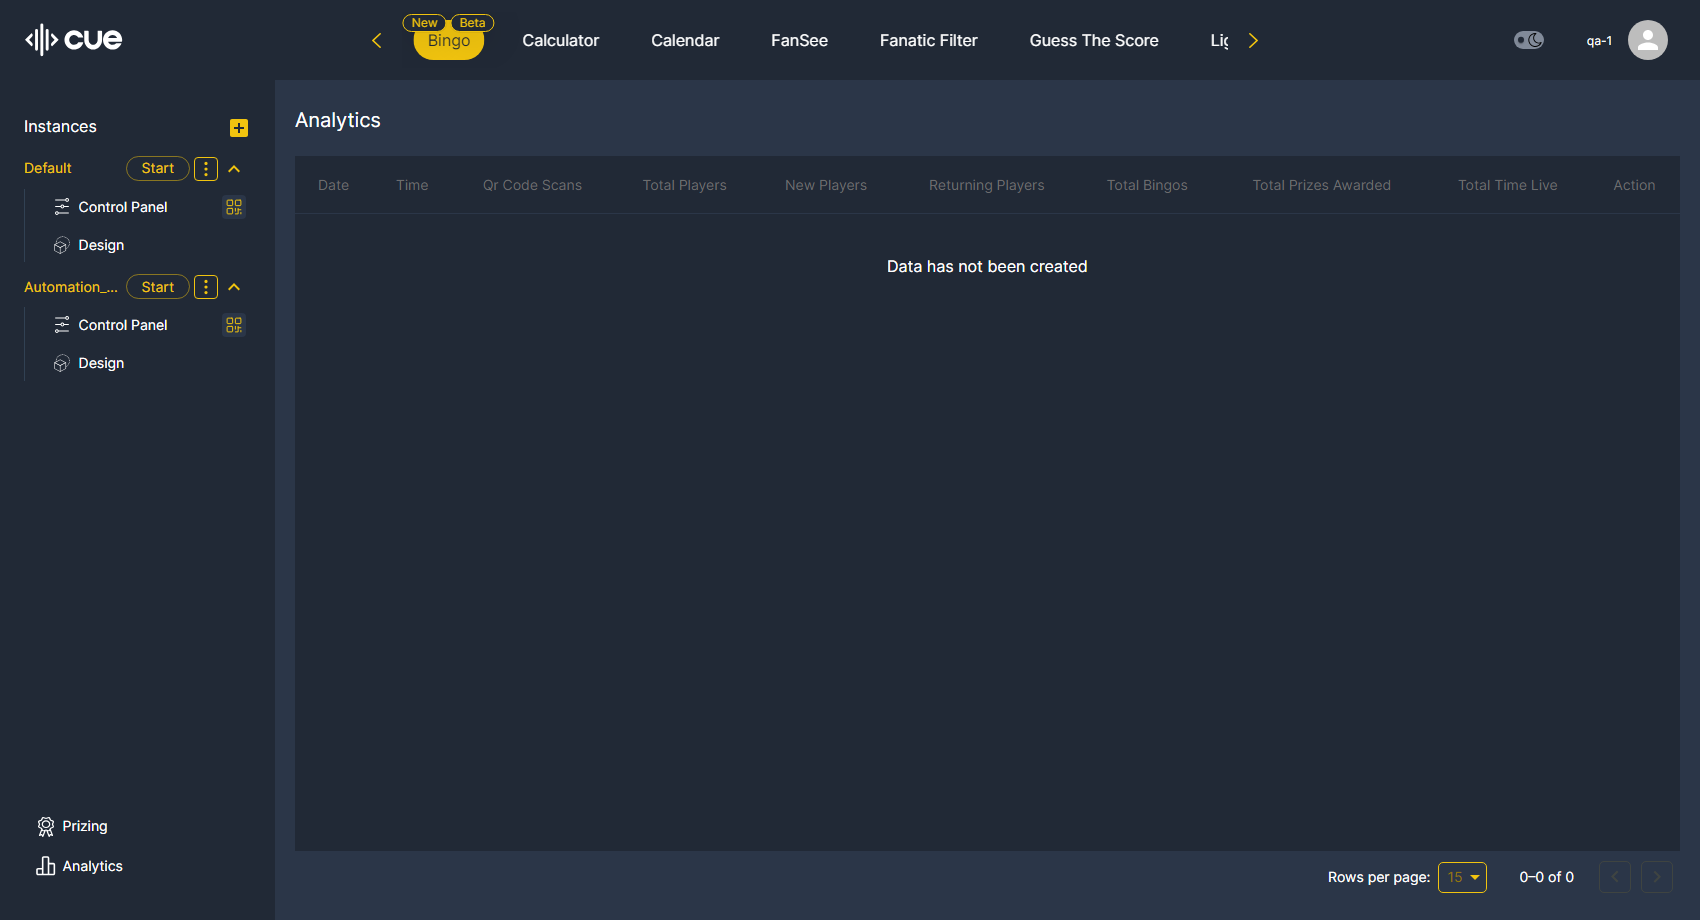 cue
New Beta
Bingo
Calculator
Calendar
FanSee
Fanatic Filter
Guess The Score
qa-1
Instances
Default
Start
Control Panel
Design
Automation_...
Start
Control Panel
Design
Prizing
Analytics
Analytics
Date Time Qr Code Scans Total Players New Players Returning Players Total Bingos Total Prizes Awarded Total Time Live Action
Data has not been created
Rows per page: 15 0–0 of 0